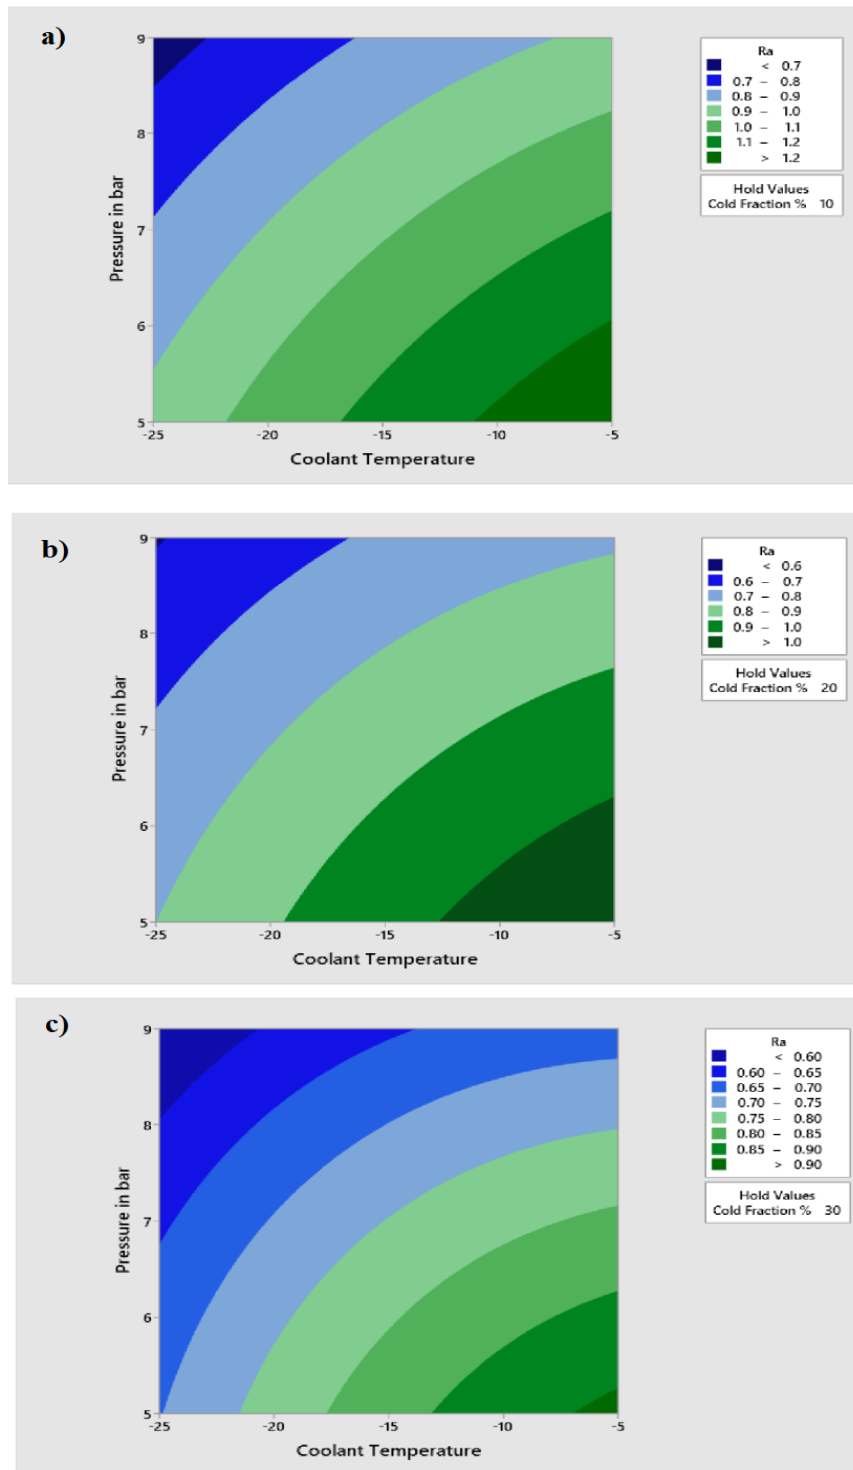 a)
9
8
7
6
5
Pressure in bar
-25 -20 -15 -10 -5
Coolant Temperature
Ra
< 0.7
0.7 – 0.8
0.8 – 0.9
0.9 – 1.0
1.0 – 1.1
1.1 – 1.2
> 1.2
Hold Values
Cold Fraction % 10
b)
9
8
7
6
5
Pressure in bar
-25 -20 -15 -10 -5
Coolant Temperature
Ra
< 0.6
0.6 – 0.7
0.7 – 0.8
0.8 – 0.9
0.9 – 1.0
> 1.0
Hold Values
Cold Fraction % 20
c)
9
8
7
6
5
Pressure in bar
-25 -20 -15 -10 -5
Coolant Temperature
Ra
< 0.60
0.60 – 0.65
0.65 – 0.70
0.70 – 0.75
0.75 – 0.80
0.80 – 0.85
0.85 – 0.90
> 0.90
Hold Values
Cold Fraction % 30